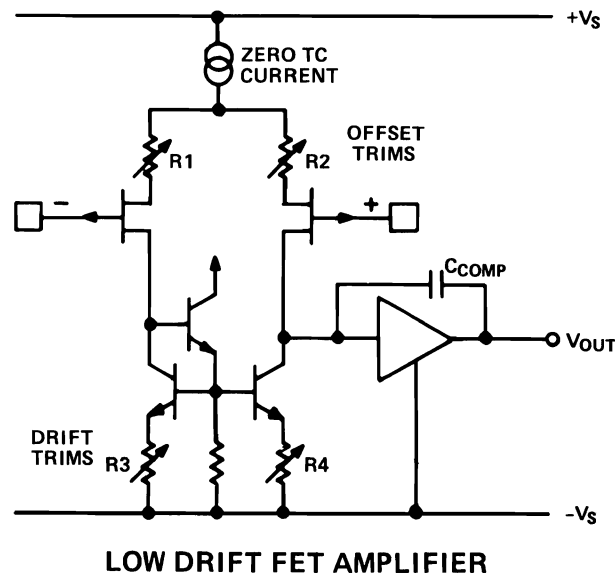 +VS
ZERO TC
CURRENT
OFFSET
TRIMS
R1
R2
−
+
CCOMP
VOUT
DRIFT
TRIMS
R3
R4
−VS
LOW DRIFT FET AMPLIFIER